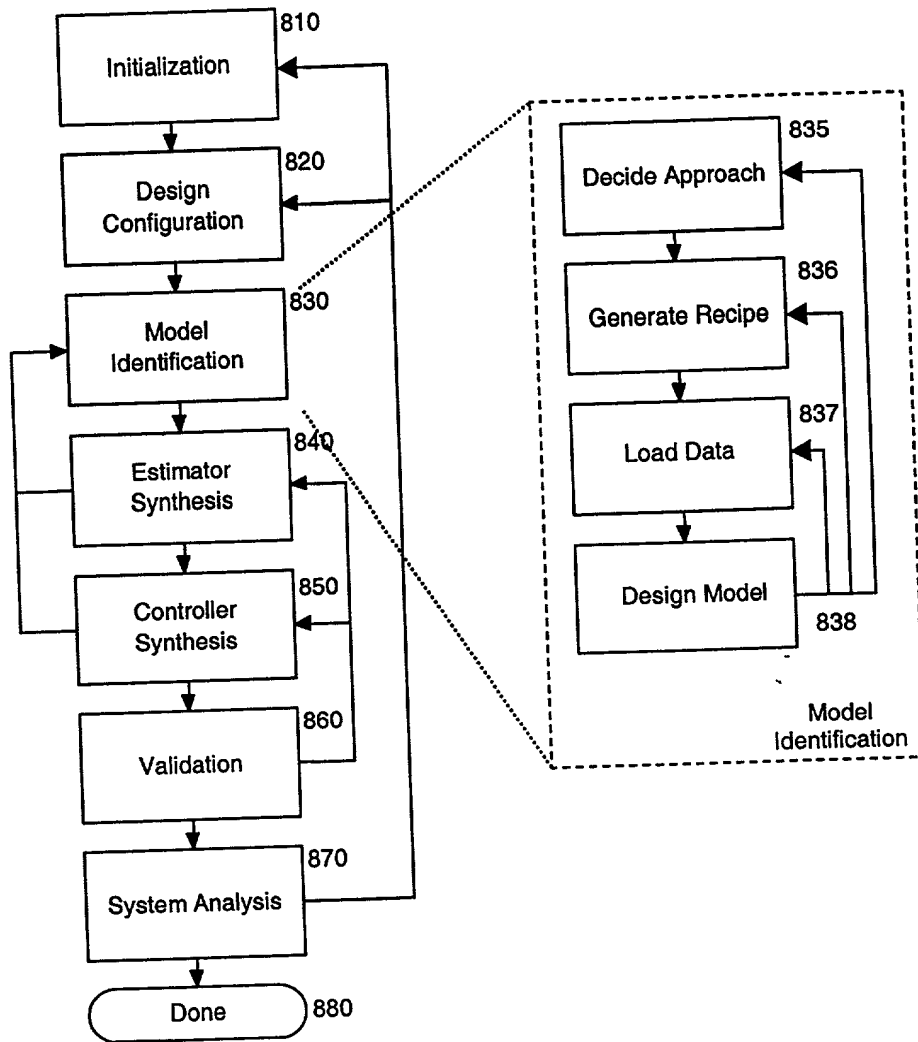 810
Initialization
820
Design
Configuration
830
Model
Identification
840
Estimator
Synthesis
850
Controller
Synthesis
860
Validation
870
System Analysis
Done
880
835
Decide Approach
836
Generate Recipe
837
Load Data
Design Model
838
Model
Identification